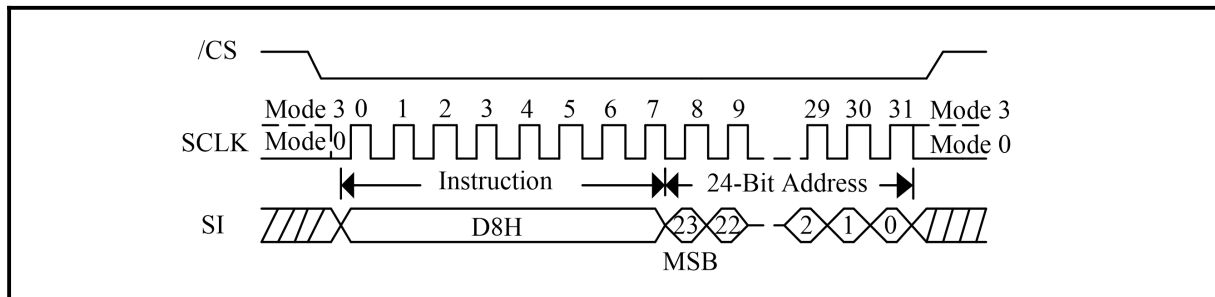 /CS
Mode 3 0 1 2 3 4 5 6 7 8 9 29 30 31 Mode 3
SCLK Mode 0 Mode 0
Instruction 24-Bit Address
SI D8H 23 22 2 1 0
MSB